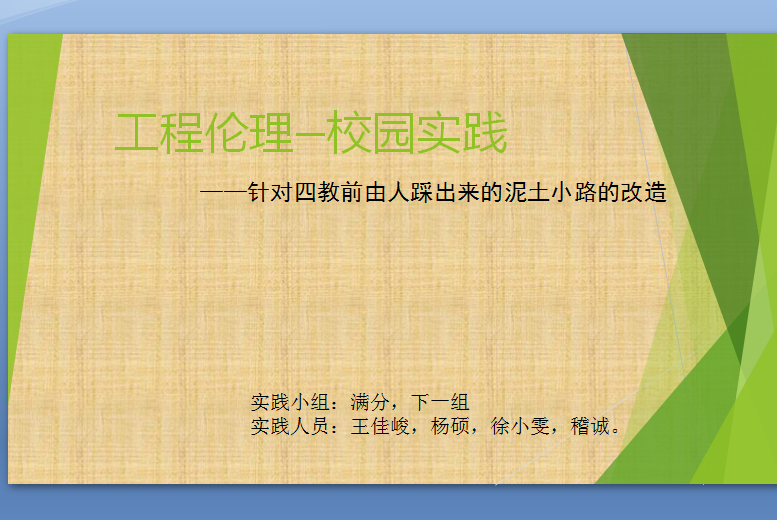 工程伦理—校园实践
——针对四教前由人踩出来的泥土小路的改造
实践小组：满分，下一组
实践人员：王佳峻，杨硕，徐小雯，稽诚。